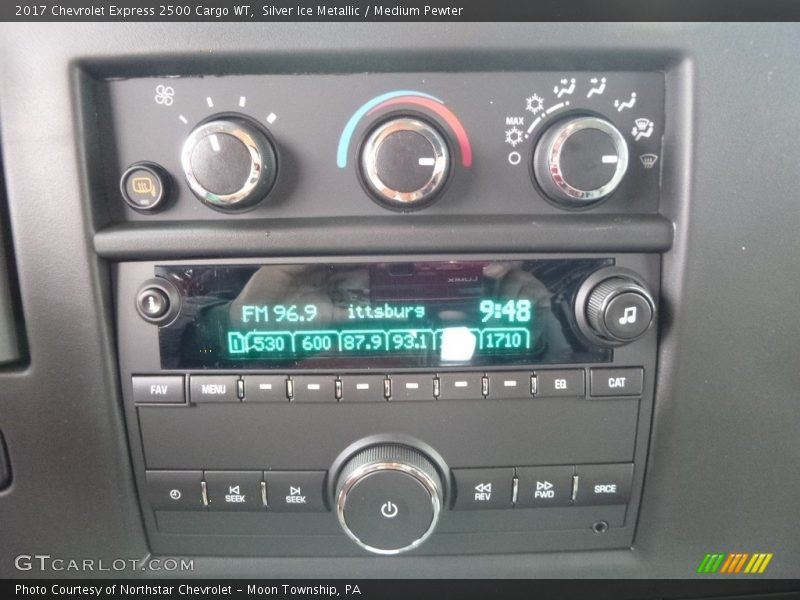 2017 Chevrolet Express 2500 Cargo WT,  Silver Ice Metallic / Medium Pewter
MAX
FM 96.9 ittsburg 9:48
1 530 600 87.9 93.1 1710
FAV MENU EQ CAT
SEEK SEEK REV FWD SRCE
GTCARLOT.COM
Photo Courtesy of Northstar Chevrolet - Moon Township, PA